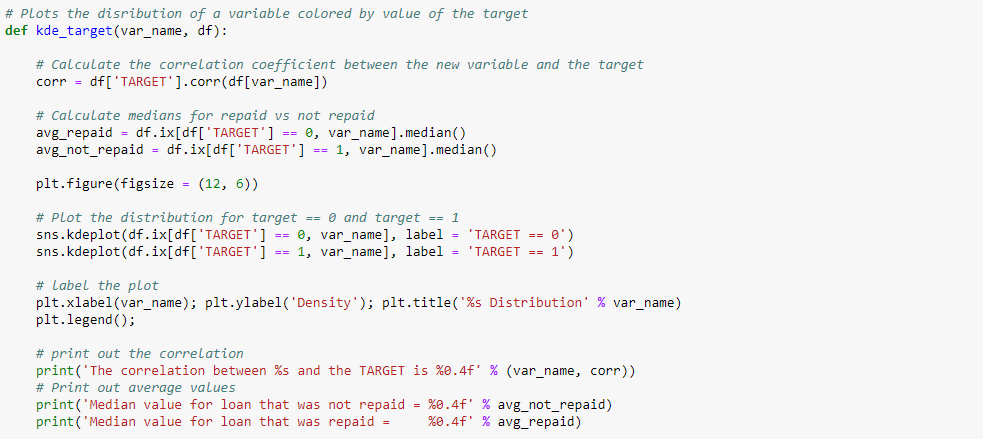 # Plots the disribution of a variable colored by value of the target
def kde_target(var_name, df):
    # Calculate the correlation coefficient between the new variable and the target
    corr = df['TARGET'].corr(df[var_name])
    # Calculate medians for repaid vs not repaid
    avg_repaid = df.ix[df['TARGET'] == 0, var_name].median()
    avg_not_repaid = df.ix[df['TARGET'] == 1, var_name].median()
    plt.figure(figsize = (12, 6))
    # Plot the distribution for target == 0 and target == 1
    sns.kdeplot(df.ix[df['TARGET'] == 0, var_name], label = 'TARGET == 0')
    sns.kdeplot(df.ix[df['TARGET'] == 1, var_name], label = 'TARGET == 1')
    # label the plot
    plt.xlabel(var_name); plt.ylabel('Density'); plt.title('%s Distribution' % var_name)
    plt.legend();
    # print out the correlation
    print('The correlation between %s and the TARGET is %0.4f' % (var_name, corr))
    # Print out average values
    print('Median value for loan that was not repaid = %0.4f' % avg_not_repaid)
    print('Median value for loan that was repaid =     %0.4f' % avg_repaid)